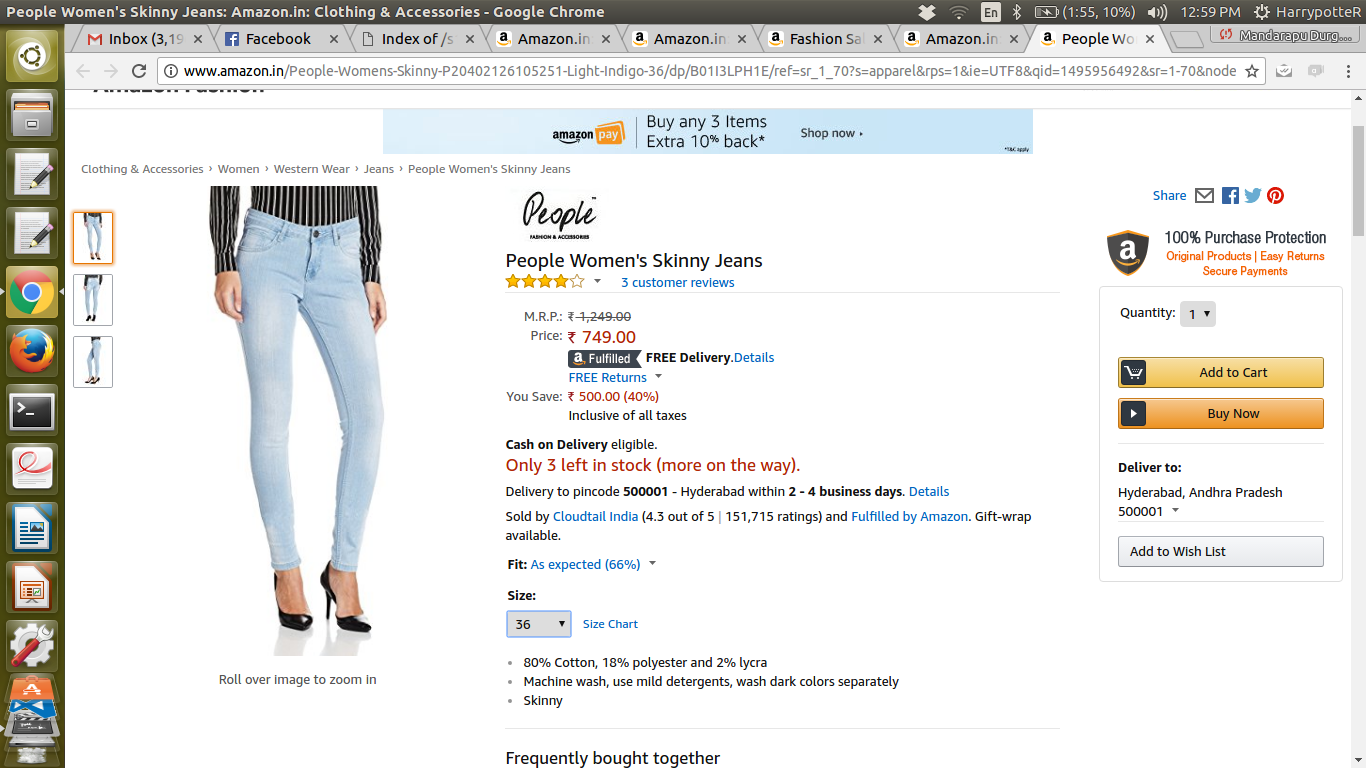 People Women's Skinny Jeans: Amazon.in: Clothing & Accessories - Google Chrome
En
(1:55, 10%)
12:59 PM
HarrypotteR
Inbox (3,19
Facebook
Index of /s
Amazon.in:
Amazon.in:
Fashion Sal
Amazon.in:
People Wo
Mandarapu Durg...
www.amazon.in/People-Womens-Skinny-P20402126105251-Light-Indigo-36/dp/B01I3LPH1E/ref=sr_1_70?s=apparel&rps=1&ie=UTF8&qid=1495956492&sr=1-70&node
Amazon Fashion
amazon pay
Buy any 3 Items
Extra 10% back*
Shop now ▸
*T&C apply
Clothing & Accessories › Women › Western Wear › Jeans › People Women's Skinny Jeans
Share
People™
FASHION & ACCESSORIES
100% Purchase Protection
Original Products | Easy Returns
Secure Payments
People Women's Skinny Jeans
3 customer reviews
M.R.P.: ₹ 1,249.00
Price: ₹ 749.00
a Fulfilled FREE Delivery.Details
FREE Returns
You Save: ₹ 500.00 (40%)
Inclusive of all taxes
Cash on Delivery eligible.
Only 3 left in stock (more on the way).
Delivery to pincode 500001 - Hyderabad within 2 - 4 business days. Details
Sold by Cloudtail India (4.3 out of 5 | 151,715 ratings) and Fulfilled by Amazon. Gift-wrap
available.
Fit: As expected (66%)
Size:
36
Size Chart
• 80% Cotton, 18% polyester and 2% lycra
• Machine wash, use mild detergents, wash dark colors separately
• Skinny
Roll over image to zoom in
Frequently bought together
Quantity: 1
Add to Cart
Buy Now
Deliver to:
Hyderabad, Andhra Pradesh
500001
Add to Wish List